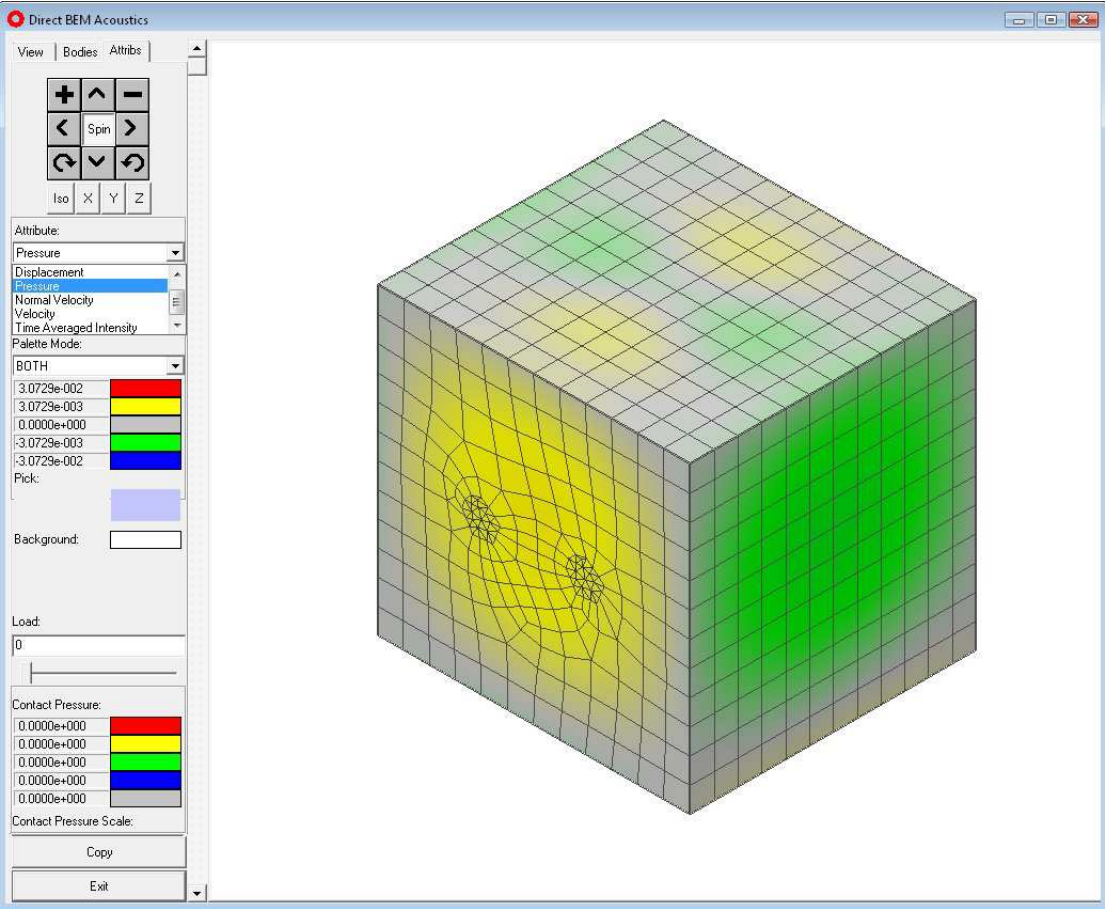 Direct BEM Acoustics
View Bodies Attribs
Spin
Iso X Y Z
Attribute:
Pressure
Displacement
Pressure
Normal Velocity
Velocity
Time Averaged Intensity
Palette Mode:
BOTH
3.0729e-002
3.0729e-003
0.0000e+000
-3.0729e-003
-3.0729e-002
Pick:
Background:
Load:
0
Contact Pressure:
0.0000e+000
0.0000e+000
0.0000e+000
0.0000e+000
0.0000e+000
Contact Pressure Scale:
Copy
Exit